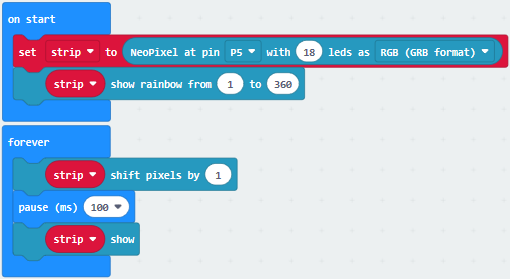 on start
set strip to NeoPixel at pin P5 with 18 leds as RGB (GRB format)
strip show rainbow from 1 to 360
forever
strip shift pixels by 1
pause (ms) 100
strip show